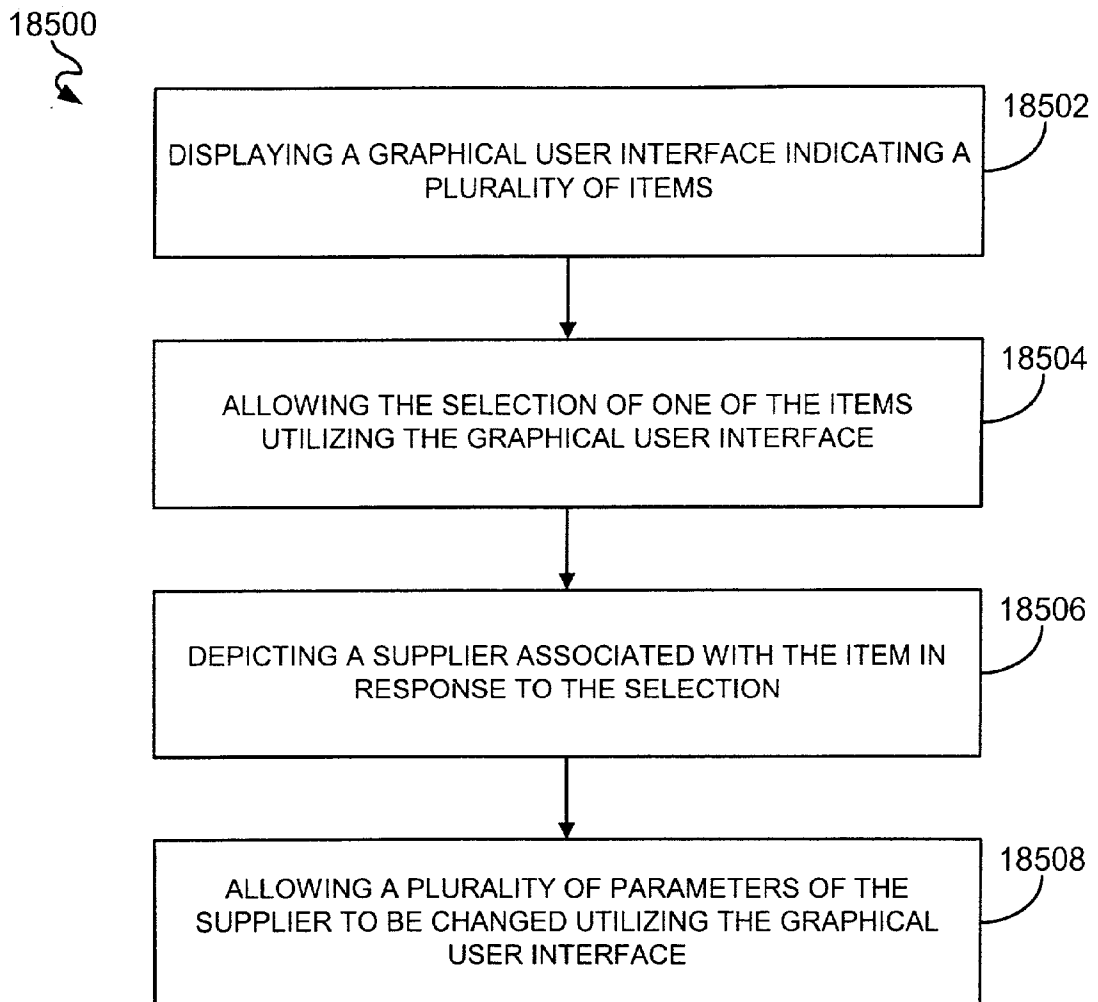 18500
18502
DISPLAYING A GRAPHICAL USER INTERFACE INDICATING A
PLURALITY OF ITEMS
18504
ALLOWING THE SELECTION OF ONE OF THE ITEMS
UTILIZING THE GRAPHICAL USER INTERFACE
18506
DEPICTING A SUPPLIER ASSOCIATED WITH THE ITEM IN
RESPONSE TO THE SELECTION
18508
ALLOWING A PLURALITY OF PARAMETERS OF THE
SUPPLIER TO BE CHANGED UTILIZING THE GRAPHICAL
USER INTERFACE